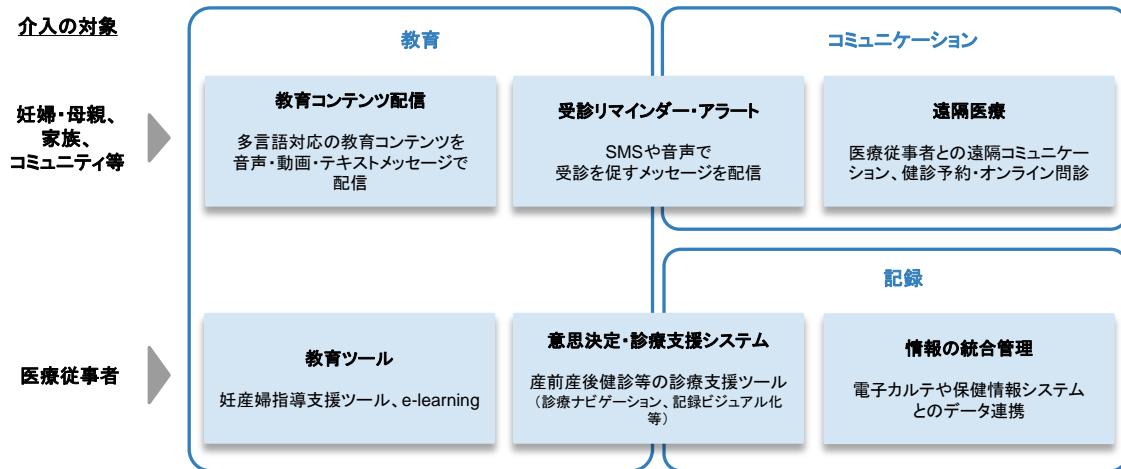 介入の対象
教育
コミュニケーション
妊婦・母親、
家族、
コミュニティ等
教育コンテンツ配信
多言語対応の教育コンテンツを
音声・動画・テキストメッセージで
配信
受診リマインダー・アラート
SMSや音声で
受診を促すメッセージを配信
遠隔医療
医療従事者との遠隔コミュニケー
ション、健診予約・オンライン問診
記録
医療従事者
教育ツール
妊産婦指導支援ツール、e-learning
意思決定・診療支援システム
産前産後健診等の診療支援ツール
（診療ナビゲーション、記録ビジュアル化
等）
情報の統合管理
電子カルテや保健情報システム
とのデータ連携